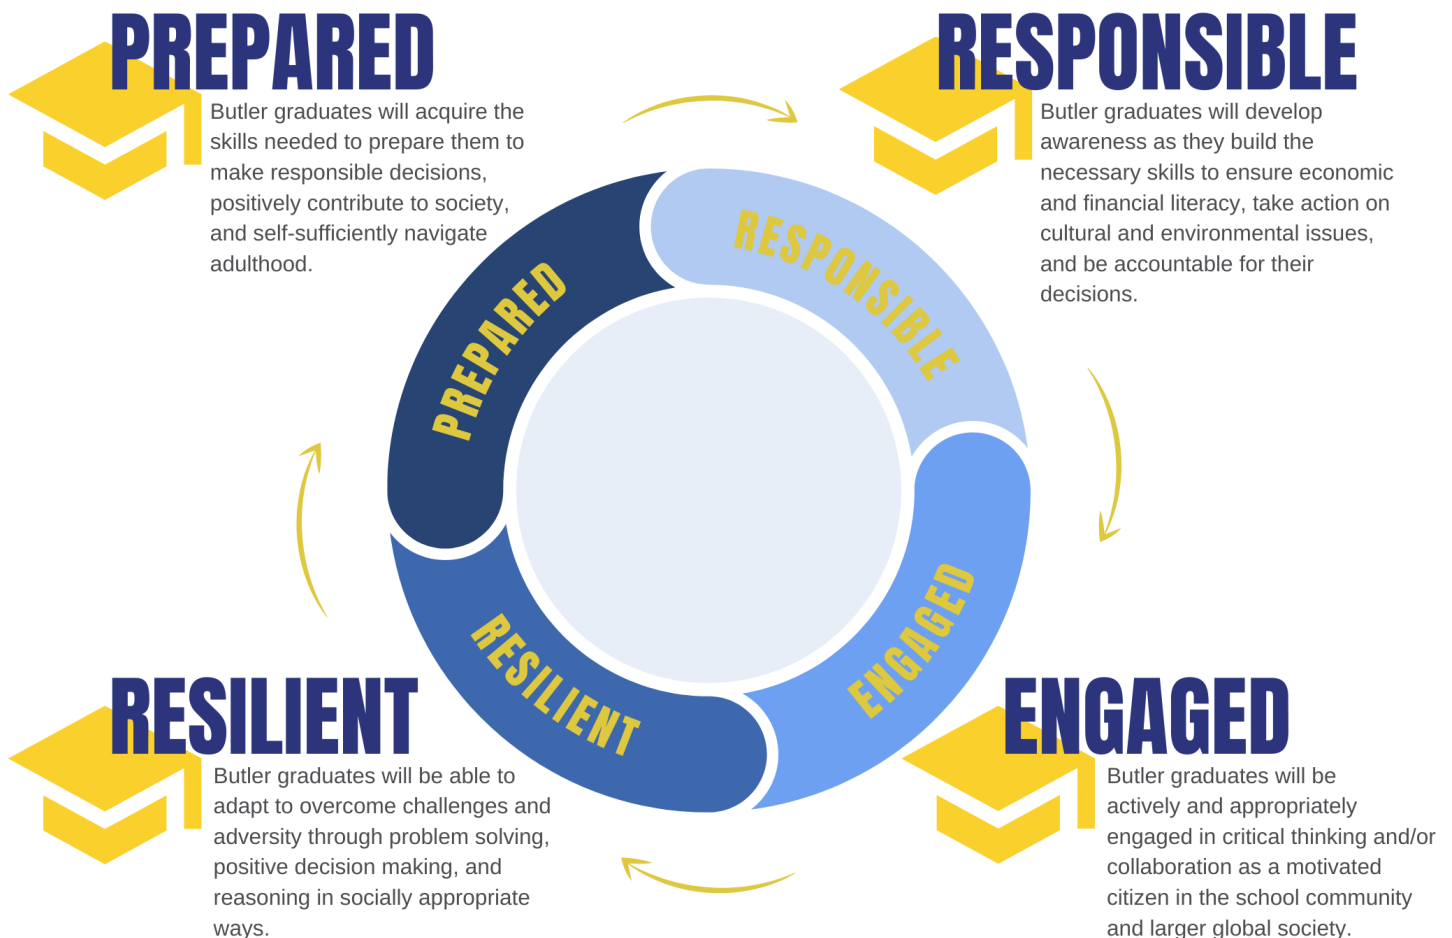 PREPARED
Butler graduates will acquire the
skills needed to prepare them to
make responsible decisions,
positively contribute to society,
and self-sufficiently navigate
adulthood.
RESPONSIBLE
Butler graduates will develop
awareness as they build the
necessary skills to ensure economic
and financial literacy, take action on
cultural and environmental issues,
and be accountable for their
decisions.
PREPARED
RESPONSIBLE
RESILIENT
ENGAGED
RESILIENT
Butler graduates will be able to
adapt to overcome challenges and
adversity through problem solving,
positive decision making, and
reasoning in socially appropriate
ways.
ENGAGED
Butler graduates will be
actively and appropriately
engaged in critical thinking and/or
collaboration as a motivated
citizen in the school community
and larger global society.